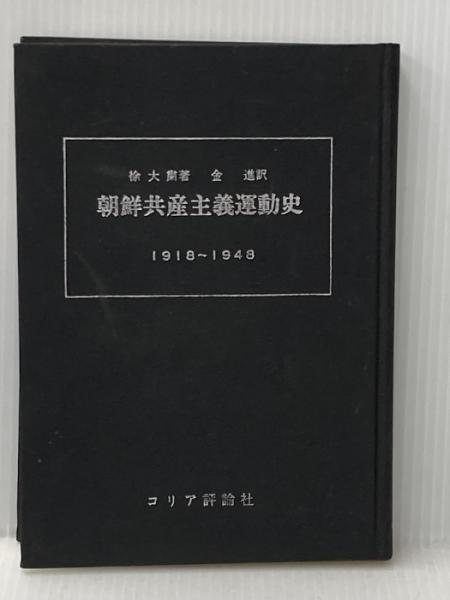 徐大粛著 金進訳
朝鮮共産主義運動史
1918~1948
コリア評論社